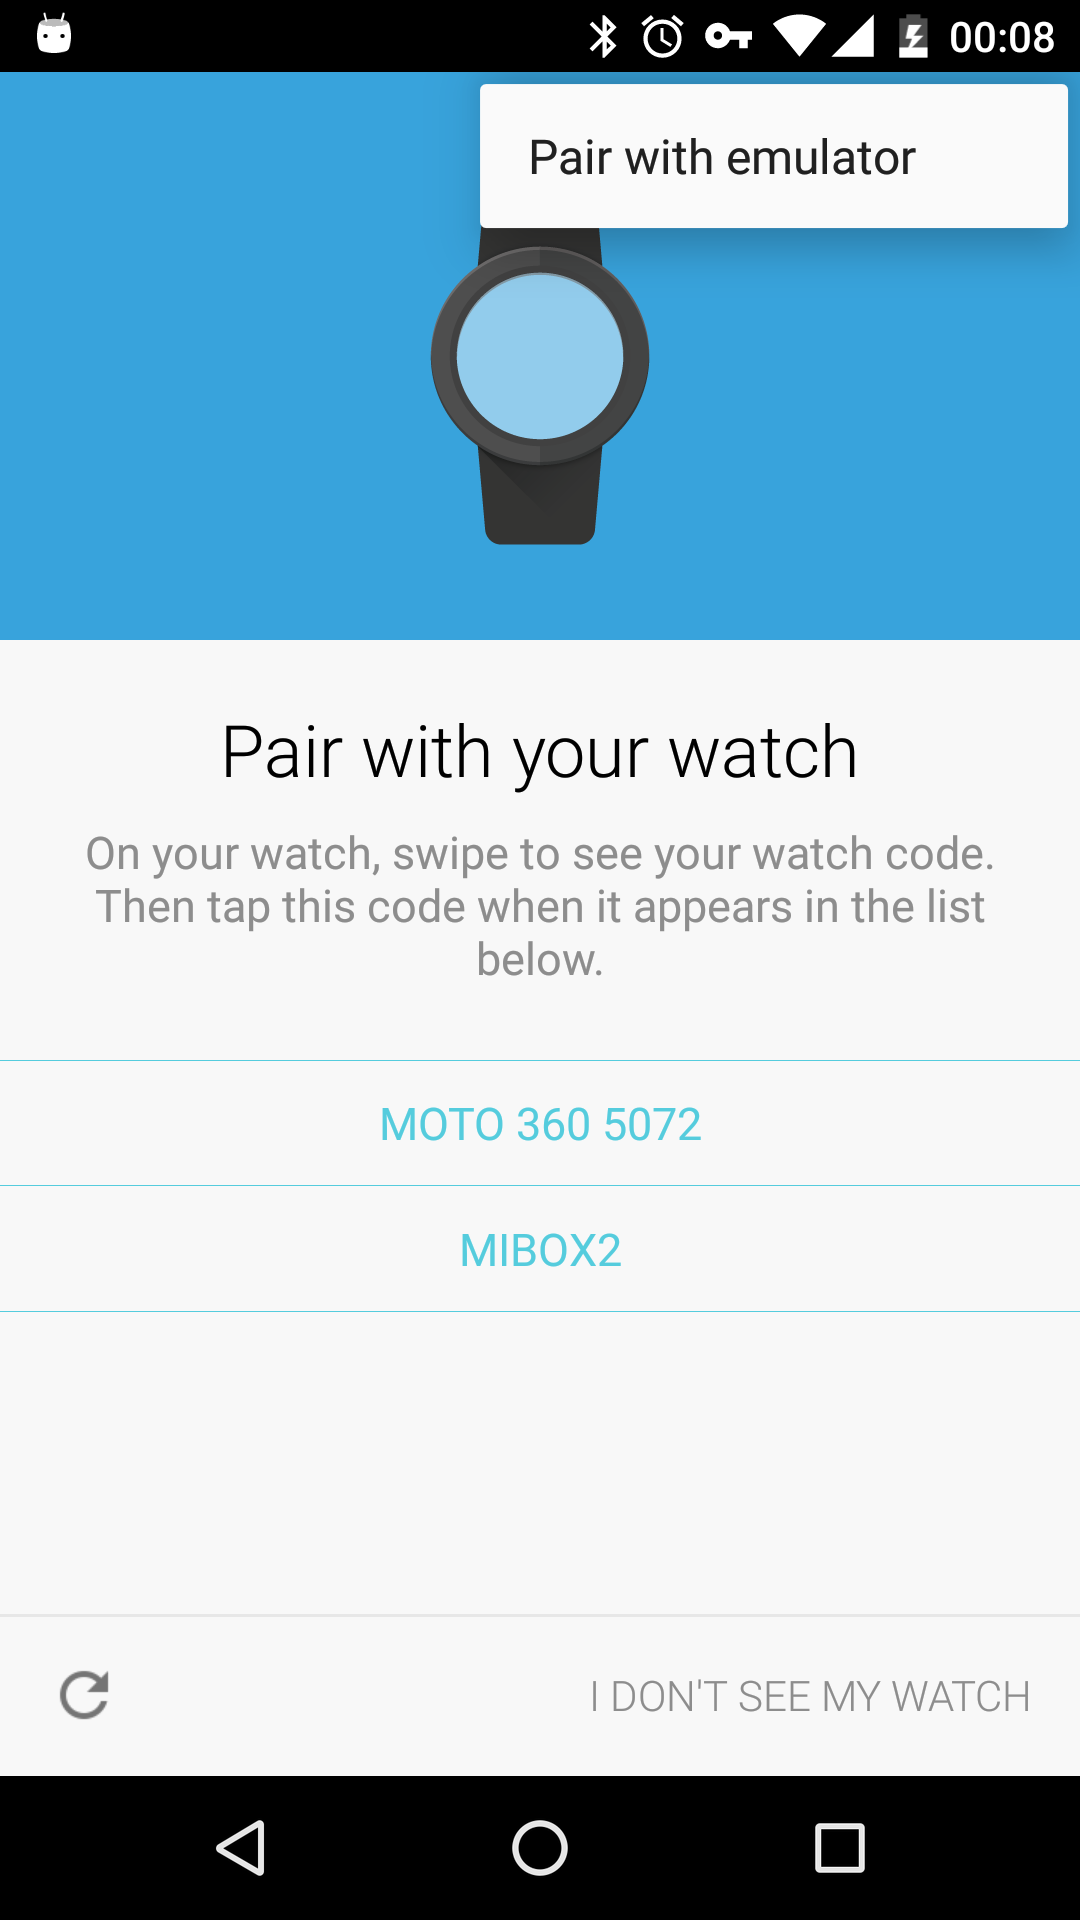 00:08
Pair with emulator
Pair with your watch
On your watch, swipe to see your watch code.
Then tap this code when it appears in the list
below.
MOTO 360 5072
MIBOX2
I DON'T SEE MY WATCH